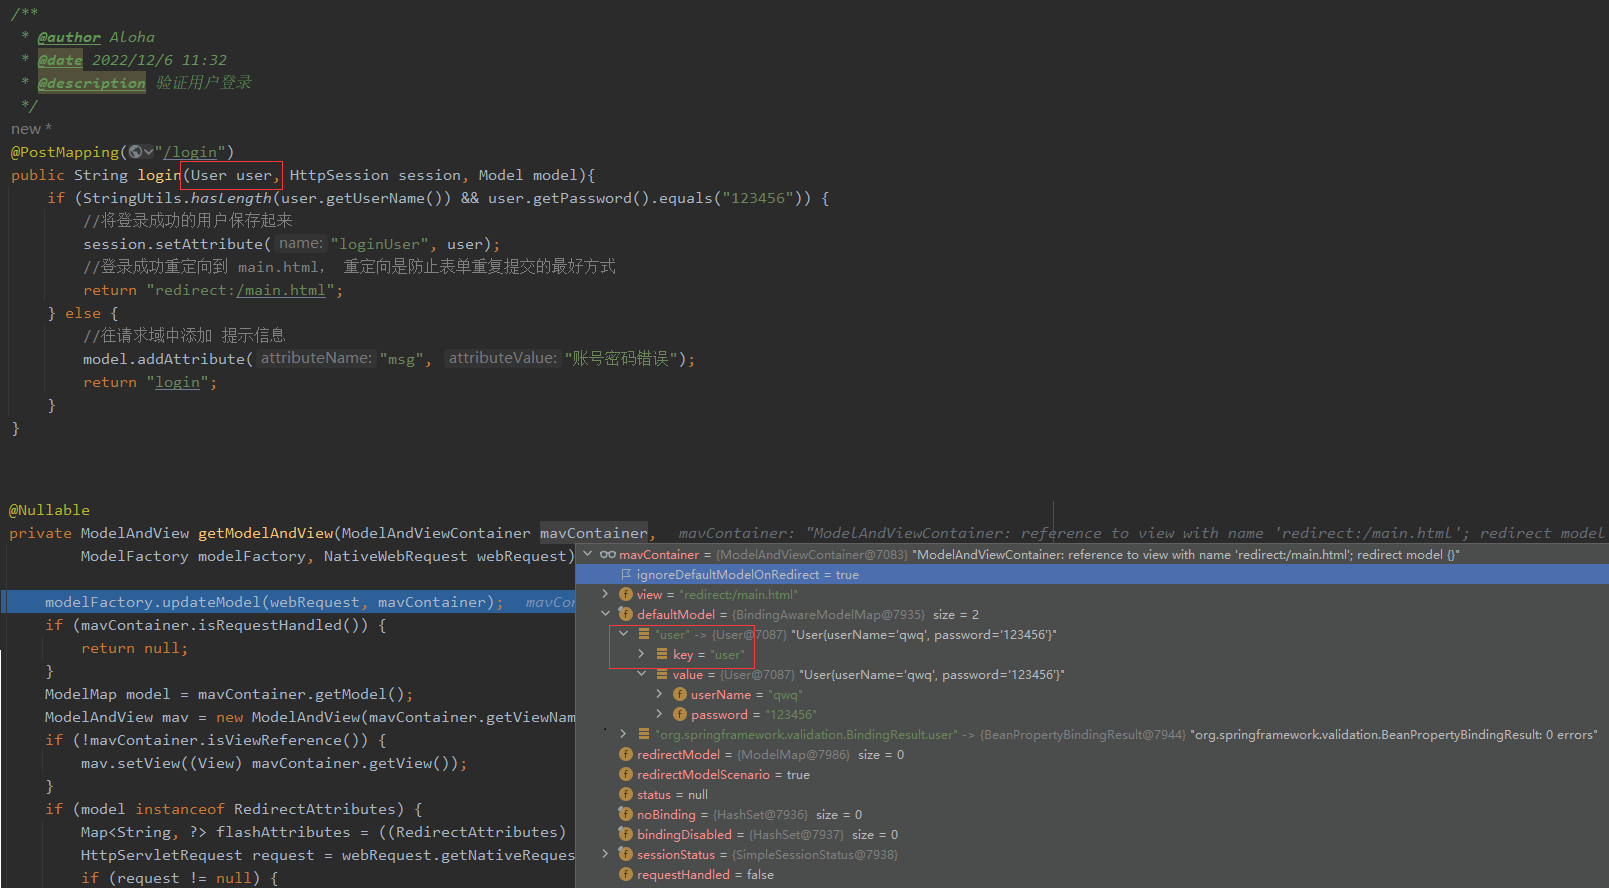 /**
 * @author Aloha
 * @date 2022/12/6 11:32
 * @description 验证用户登录
 */
new *
@PostMapping("/login")
public String login(User user, HttpSession session, Model model){
if (StringUtils.hasLength(user.getUserName()) && user.getPassword().equals("123456")) {
//将登录成功的用户保存起来
session.setAttribute( name: "loginUser", user);
//登录成功重定向到 main.html, 重定向是防止表单重复提交的最好方式
return "redirect:/main.html";
} else {
//往请求域中添加 提示信息
model.addAttribute( attributeName: "msg", attributeValue: "账号密码错误");
return "login";
}
}
@Nullable
private ModelAndView getModelAndView(ModelAndViewContainer mavContainer, mavContainer: "ModelAndViewContainer: reference to view with name 'redirect:/main.html'; redirect model
ModelFactory modelFactory, NativeWebRequest webRequest)
modelFactory.updateModel(webRequest, mavContainer); mavCon
if (mavContainer.isRequestHandled()) {
return null;
}
ModelMap model = mavContainer.getModel();
ModelAndView mav = new ModelAndView(mavContainer.getViewNam
if (!mavContainer.isViewReference()) {
mav.setView((View) mavContainer.getView());
}
if (model instanceof RedirectAttributes) {
Map<String, ?> flashAttributes = ((RedirectAttributes)
HttpServletRequest request = webRequest.getNativeReques
if (request != null) {
mavContainer = {ModelAndViewContainer@7083} "ModelAndViewContainer: reference to view with name 'redirect:/main.html'; redirect model {}"
ignoreDefaultModelOnRedirect = true
view = "redirect:/main.html"
defaultModel = {BindingAwareModelMap@7935} size = 2
"user" -> {User@7087} "User{userName='qwq', password='123456'}"
key = "user"
value = {User@7087} "User{userName='qwq', password='123456'}"
userName = "qwq"
password = "123456"
"org.springframework.validation.BindingResult.user" -> {BeanPropertyBindingResult@7944} "org.springframework.validation.BeanPropertyBindingResult: 0 errors"
redirectModel = {ModelMap@7986} size = 0
redirectModelScenario = true
status = null
noBinding = {HashSet@7936} size = 0
bindingDisabled = {HashSet@7937} size = 0
sessionStatus = {SimpleSessionStatus@7938}
requestHandled = false